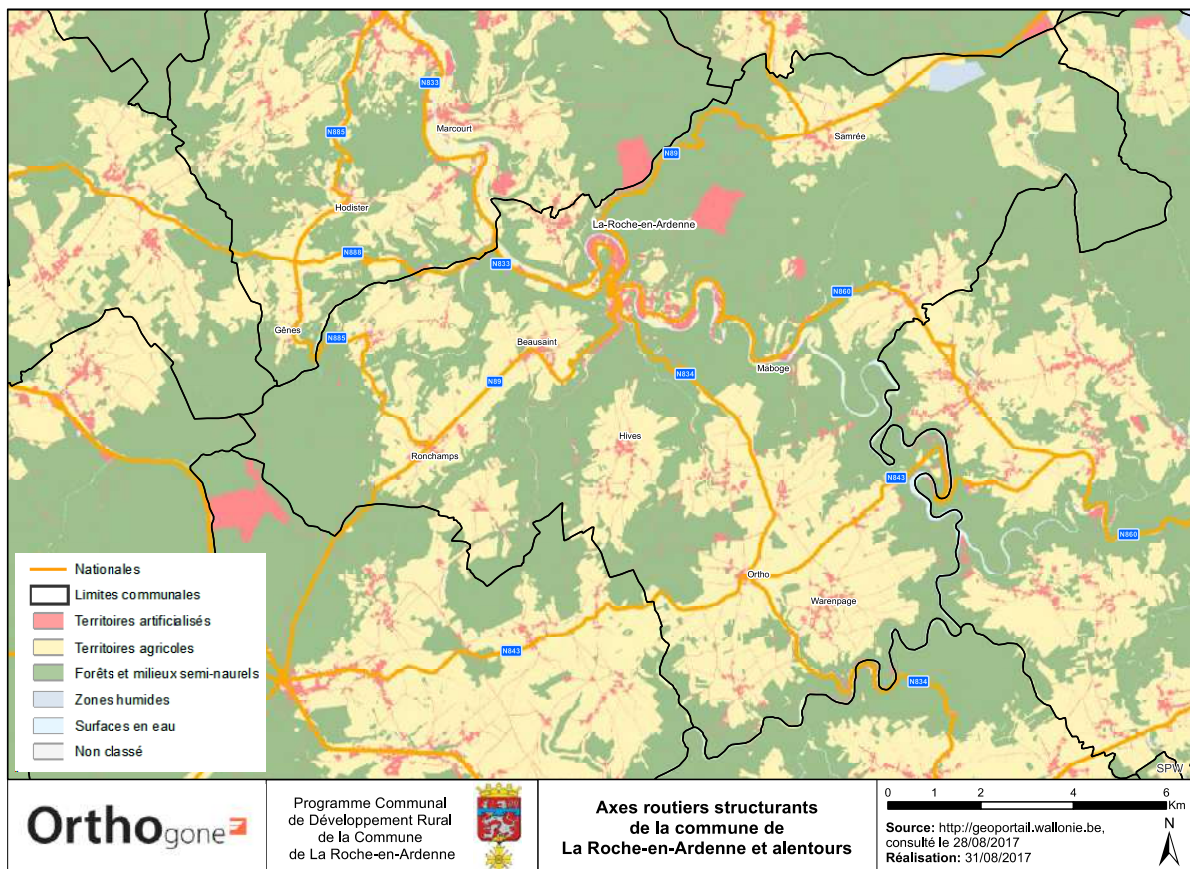 N833
Marcourt
N885
Samrée
N89
Hodister
La-Roche-en-Ardenne
N888
N833
N860
Gênes
N885
Beausaint
Maboge
N89
N834
Hives
Ronchamps
N843
N860
Ortho
Warenpage
N843
N834
SPW
Nationales
Limites communales
Territoires artificialisés
Territoires agricoles
Forêts et milieux semi-naurels
Zones humides
Surfaces en eau
Non classé
Orthogone
Programme Communal
de Développement Rural
de la Commune
de La Roche-en-Ardenne
Axes routiers structurants
de la commune de
La Roche-en-Ardenne et alentours
0 1 2 4 6
Km
Source: http://geoportail.wallonie.be,
consulté le 28/08/2017
Réalisation: 31/08/2017
N